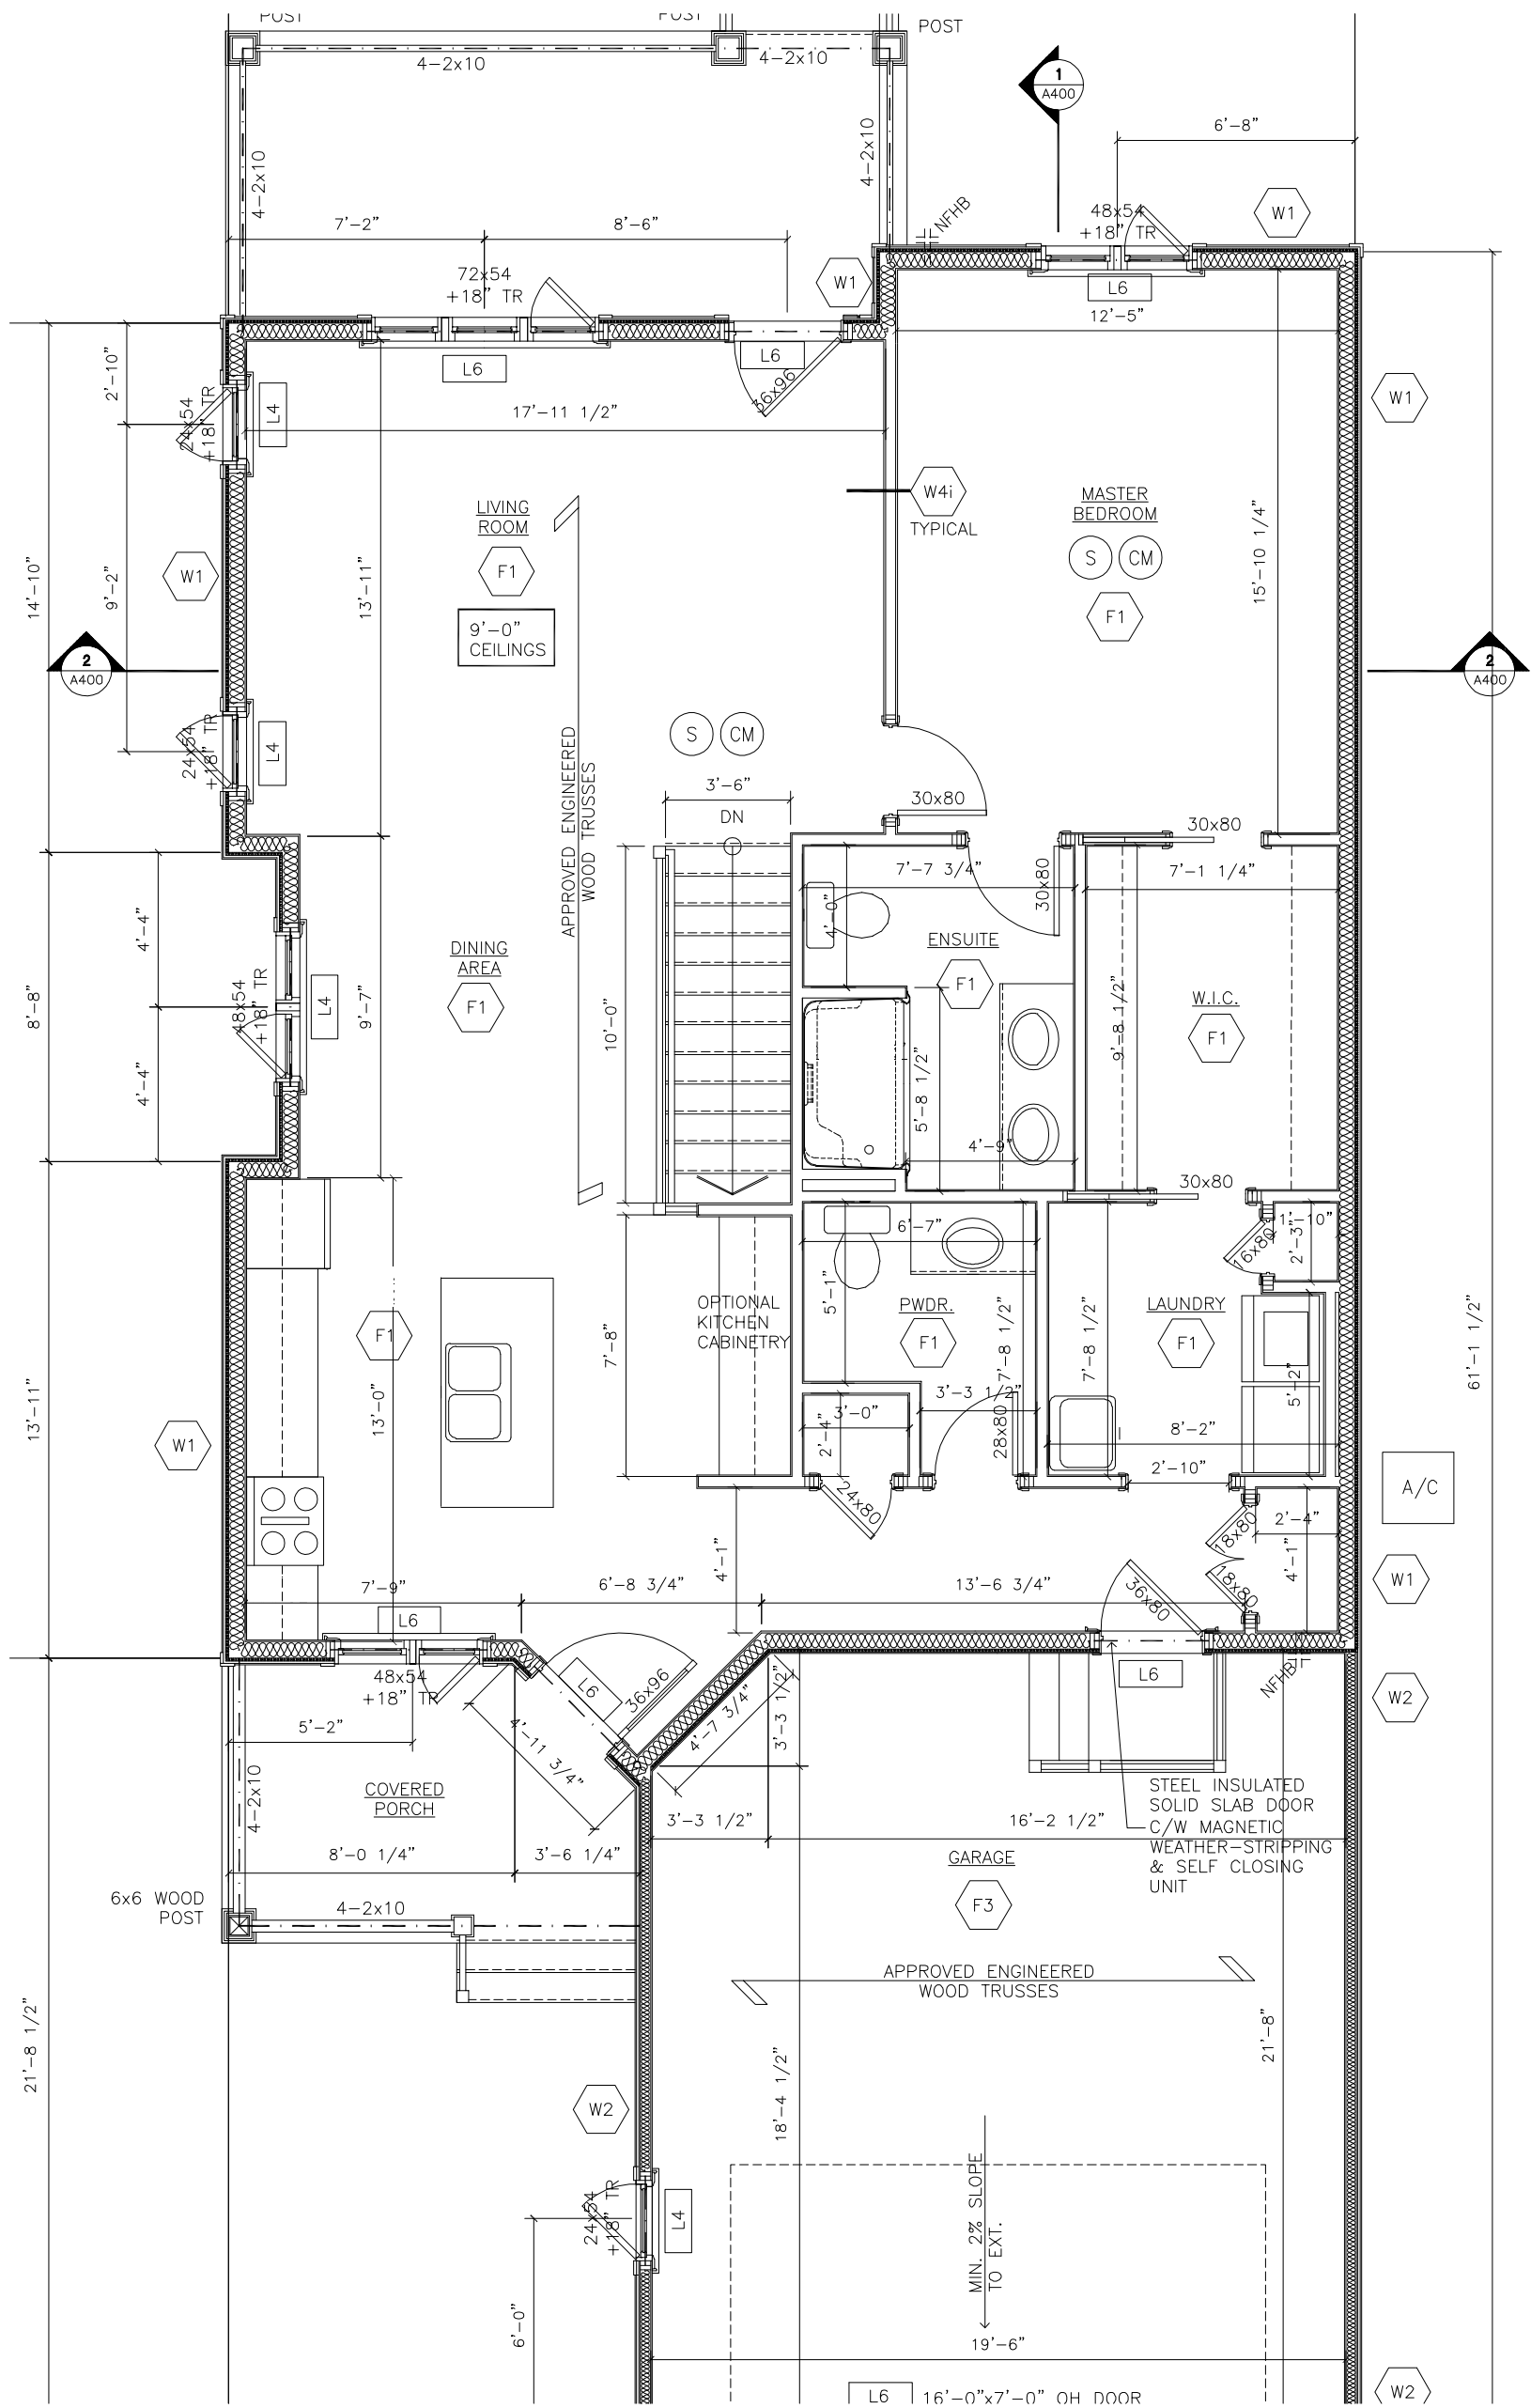 POST
POST
POST
4-2x10
4-2x10
1
A400
6'-8"
4-2x10
4-2x10
NFHB
48x54
+18" TR
W1
7'-2"
8'-6"
72x54
+18" TR
W1
L6
12'-5"
L6
L6
36x96
2'-10"
24x54
+18" TR
L4
17'-11 1/2"
W1
LIVING
ROOM
F1
9'-0"
CEILINGS
W4i
TYPICAL
MASTER
BEDROOM
S
CM
F1
15'-10 1/4"
14'-10"
9'-2"
W1
13'-11"
2
A400
2
A400
24x54
+18" TR
L4
S
CM
APPROVED ENGINEERED
WOOD TRUSSES
3'-6"
DN
30x80
30x80
7'-7 3/4"
30x80
7'-1 1/4"
4'-0"
4'-4"
8'-8"
48x54
+18" TR
L4
4'-4"
DINING
AREA
F1
9'-7"
10'-0"
ENSUITE
F1
9'-8 1/2"
W.I.C.
F1
5'-8 1/2"
4'-9"
30x80
6'-7"
1'-10"
2'-3"
16x80
OPTIONAL
KITCHEN
CABINETRY
5'-1"
PWDR.
F1
7'-8 1/2"
7'-8 1/2"
LAUNDRY
F1
61'-1 1/2"
F1
7'-8"
13'-0"
13'-11"
W1
5'-2"
3'-3 1/2"
3'-0"
2'-4"
28x80
8'-2"
2'-10"
A/C
24x80
18x80
2'-4"
4'-1"
4'-1"
18x80
W1
7'-9"
6'-8 3/4"
13'-6 3/4"
36x80
L6
48x54
+18" TR
L6
36x96
4'-7 3/4"
3'-3 1/2"
L6
NFHB
W2
5'-2"
4'-11 3/4"
4-2x10
COVERED
PORCH
STEEL INSULATED
SOLID SLAB DOOR
C/W MAGNETIC
WEATHER-STRIPPING
& SELF CLOSING
UNIT
3'-3 1/2"
16'-2 1/2"
8'-0 1/4"
3'-6 1/4"
GARAGE
F3
6x6 WOOD
POST
4-2x10
APPROVED ENGINEERED
WOOD TRUSSES
21'-8 1/2"
21'-8"
W2
18'-4 1/2"
24x54
+18" TR
L4
MIN. 2% SLOPE
TO EXT.
6'-0"
19'-6"
L6
16'-0"x7'-0" OH DOOR
W2